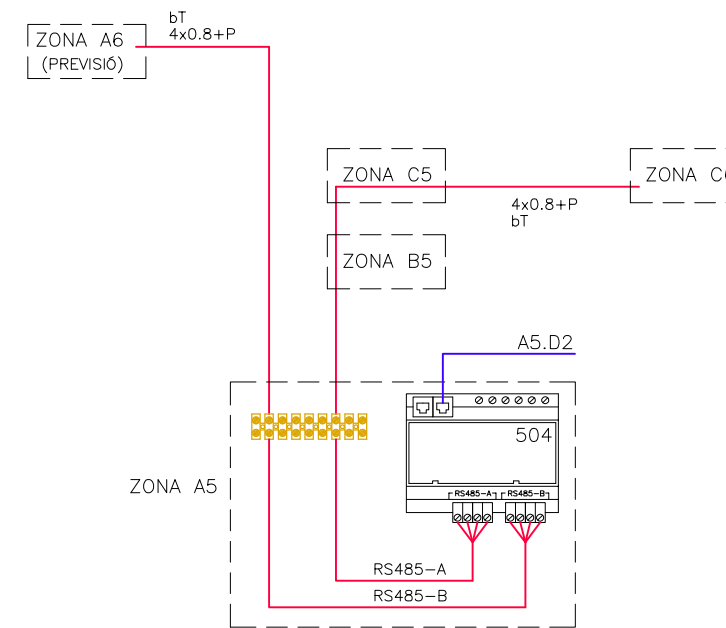 bT
4x0.8+P
ZONA A6
(PREVISIÓ)
ZONA C5
ZONA C6
4x0.8+P
bT
ZONA B5
A5.D2
504
ZONA A5
RS485-A
RS485-B
RS485-A
RS485-B